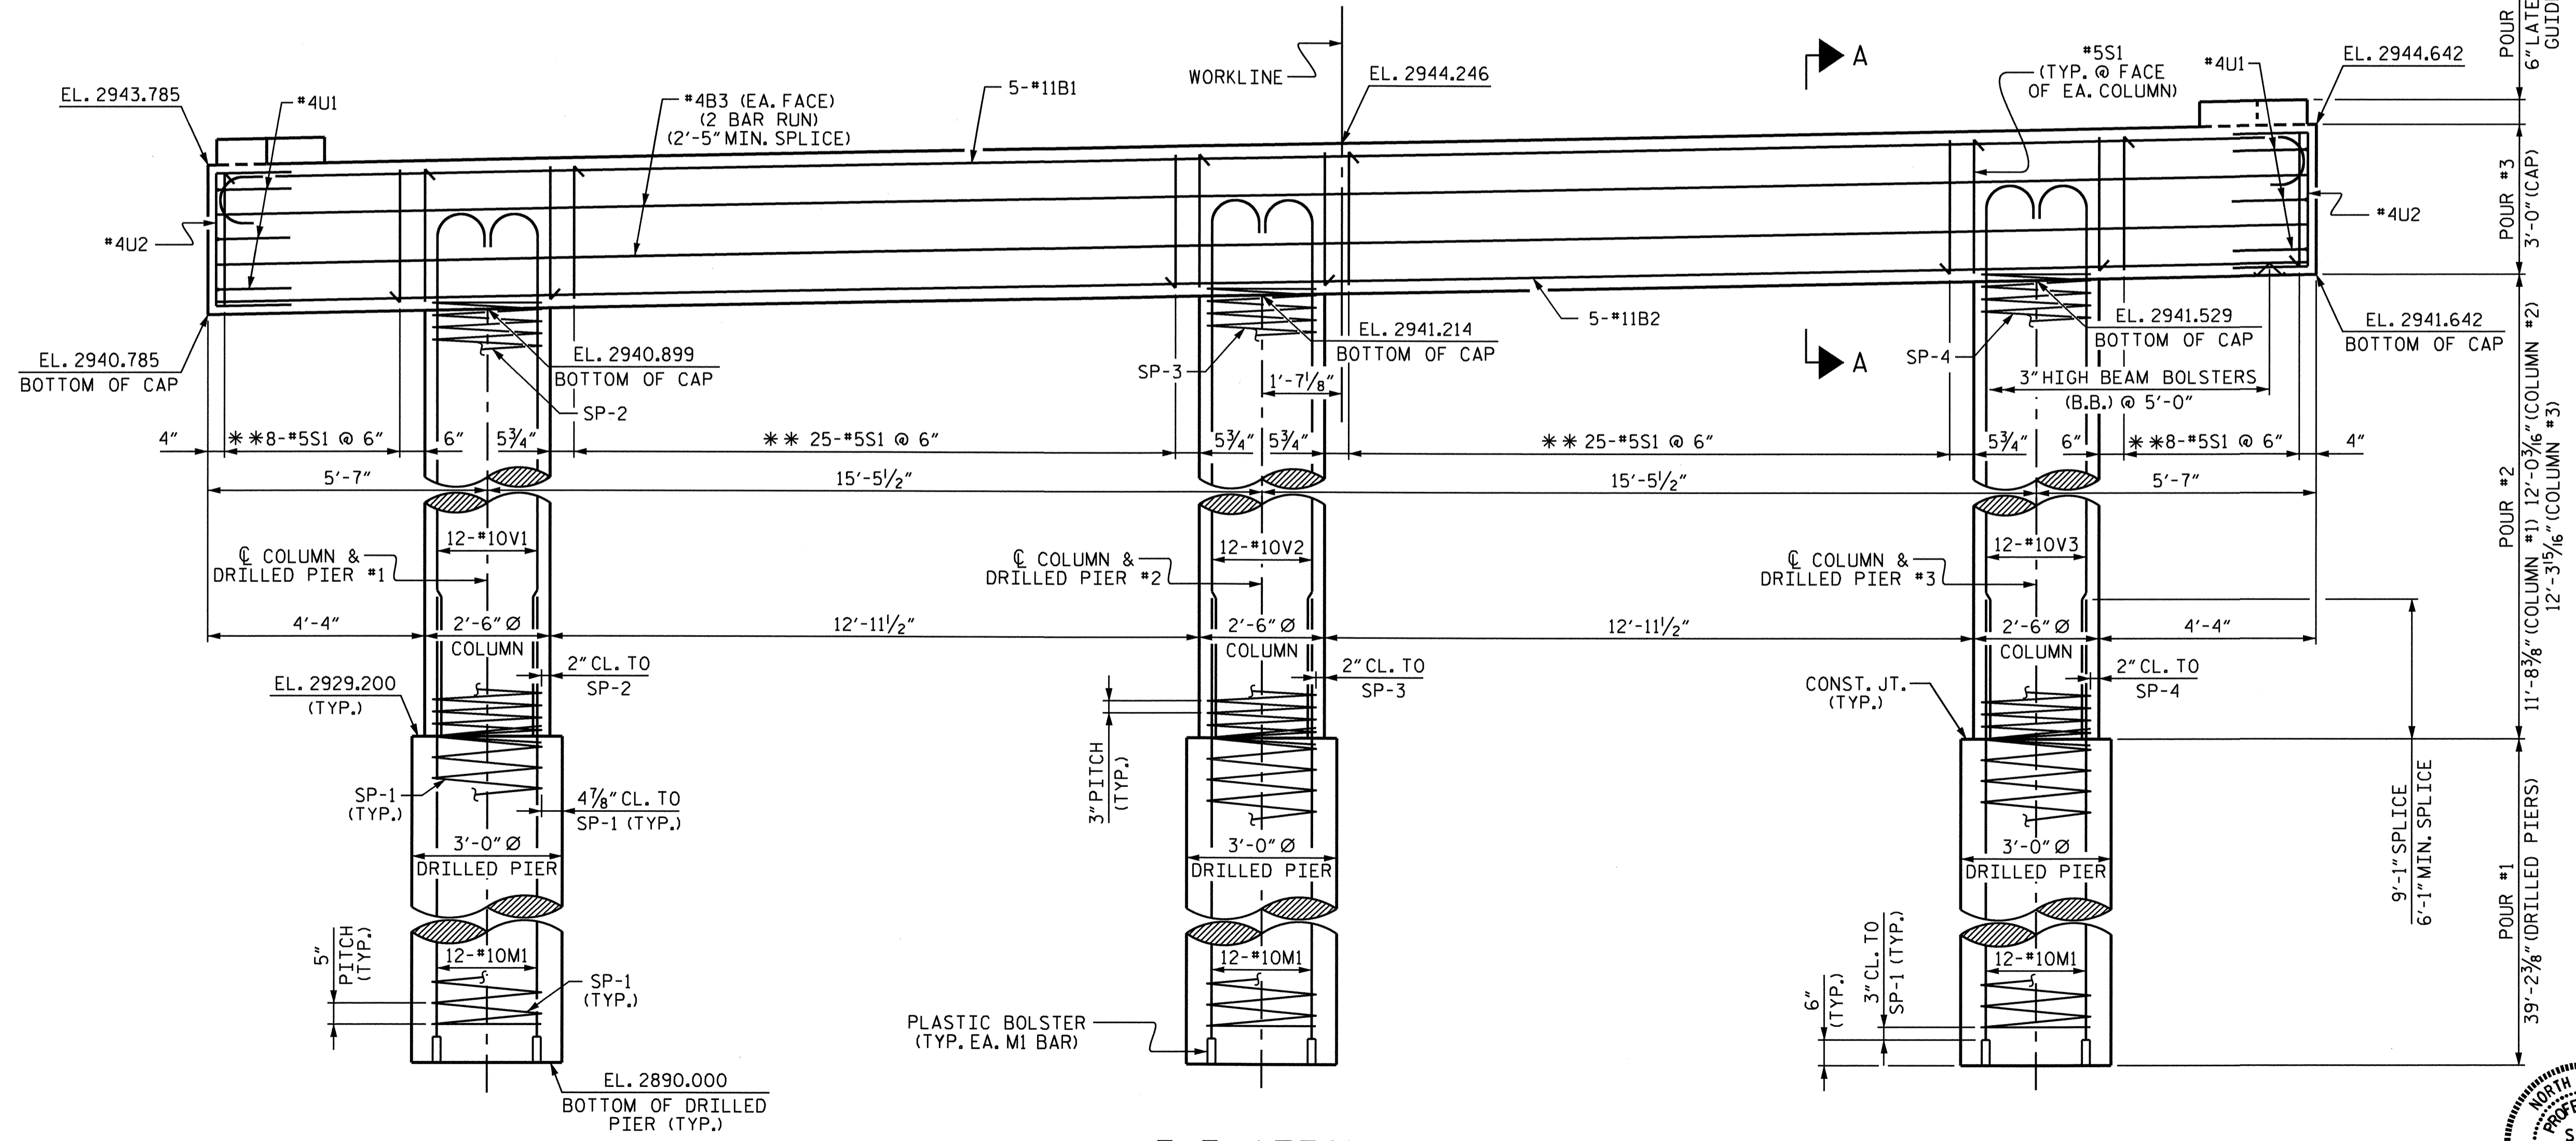 EL. 2943.785
#4U1
#4B3 (EA. FACE)
(2 BAR RUN)
(2'-5" MIN. SPLICE)
5-#11B1
WORKLINE
EL. 2944.246
A
#5S1
(TYP. @ FACE
OF EA. COLUMN)
#4U1
EL. 2944.642
POUR
6" LATE
GUID
#4U2
#4U2
POUR #3
3'-0" (CAP)
EL. 2940.785
BOTTOM OF CAP
EL. 2940.899
BOTTOM OF CAP
SP-2
SP-3
EL. 2941.214
BOTTOM OF CAP
1'-7 1/8"
5-#11B2
A
SP-4
EL. 2941.529
BOTTOM OF CAP
EL. 2941.642
BOTTOM OF CAP
3" HIGH BEAM BOLSTERS
(B.B.) @ 5'-0"
4"
**8-#5S1 @ 6"
6"
5 3/4"
** 25-#5S1 @ 6"
5 3/4"
5 3/4"
** 25-#5S1 @ 6"
5 3/4"
6"
**8-#5S1 @ 6"
4"
5'-7"
15'-5 1/2"
15'-5 1/2"
5'-7"
POUR #2
11'-8 3/8" (COLUMN #1) 12'-0 3/16" (COLUMN #2)
12'-3 15/16" (COLUMN #3)
12-#10V1
12-#10V2
12-#10V3
℄ COLUMN &
DRILLED PIER #1
℄ COLUMN &
DRILLED PIER #2
℄ COLUMN &
DRILLED PIER #3
4'-4"
2'-6" Ø
COLUMN
12'-11 1/2"
2'-6" Ø
COLUMN
12'-11 1/2"
2'-6" Ø
COLUMN
4'-4"
2" CL. TO
SP-2
2" CL. TO
SP-3
2" CL. TO
SP-4
EL. 2929.200
(TYP.)
CONST. JT.
(TYP.)
3" PITCH
(TYP.)
SP-1
(TYP.)
4 7/8" CL. TO
SP-1 (TYP.)
9'-1" SPLICE
6'-1" MIN. SPLICE
3'-0" Ø
DRILLED PIER
3'-0" Ø
DRILLED PIER
3'-0" Ø
DRILLED PIER
POUR #1
39'-2 3/8" (DRILLED PIERS)
5"
PITCH
(TYP.)
12-#10M1
12-#10M1
12-#10M1
SP-1
(TYP.)
PLASTIC BOLSTER
(TYP. EA. M1 BAR)
6"
(TYP.)
3" CL. TO
SP-1 (TYP.)
EL. 2890.000
BOTTOM OF DRILLED
PIER (TYP.)
NORTH
PROFE
S